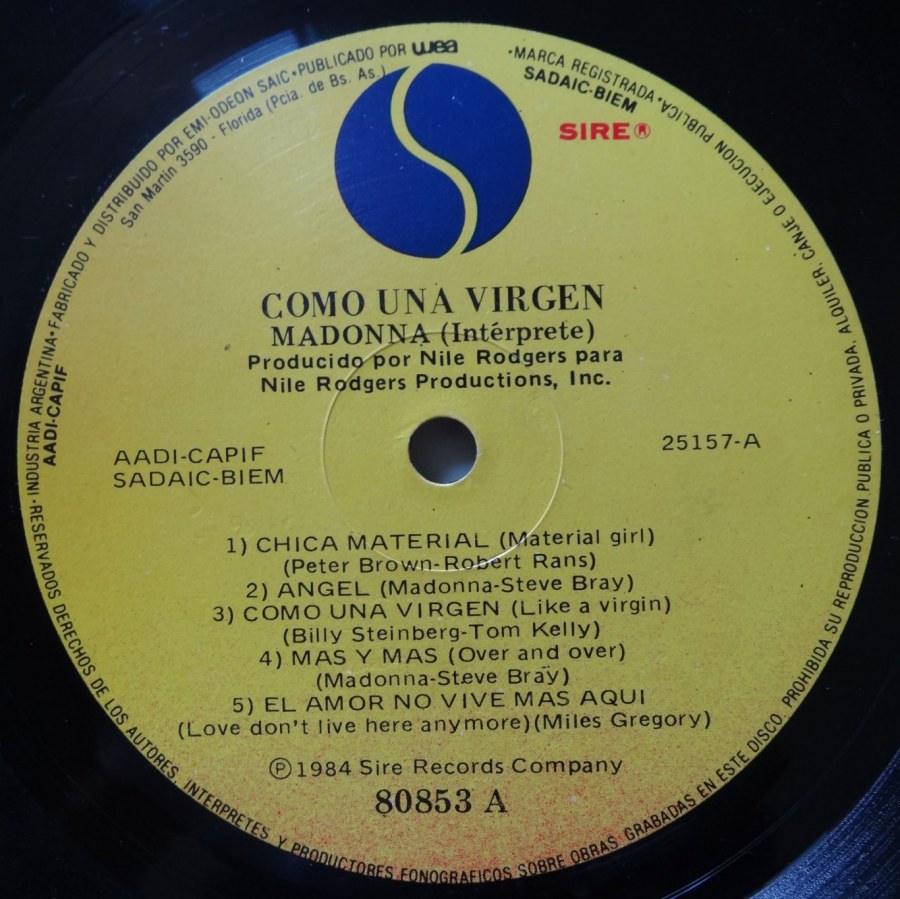 RESERVADOS DERECHOS DE LOS AUTORES, INTERPRETES Y PRODUCTORES FONOGRAFICOS SOBRE OBRAS GRABADAS EN ESTE DISCO. PROHIBIDA SU REPRODUCCION PUBLICA O PRIVADA, ALQUILER, CANJE O EJECUCION PUBLICA.
INDUSTRIA ARGENTINA•FABRICADO Y DISTRIBUIDO POR EMI-ODEON SAIC•PUBLICADO POR wea
San Martin 3590 - Florida (Pcia. de Bs. As.)
AADI-CAPIF
•MARCA REGISTRADA•
SADAIC-BIEM
SIRE
COMO UNA VIRGEN
MADONNA (Intérprete)
Producido por Nile Rodgers para
Nile Rodgers Productions, Inc.
AADI-CAPIF
SADAIC-BIEM
25157-A
1) CHICA MATERIAL (Material girl)
(Peter Brown-Robert Rans)
2) ANGEL (Madonna-Steve Bray)
3) COMO UNA VIRGEN (Like a virgin)
(Billy Steinberg-Tom Kelly)
4) MAS Y MAS (Over and over)
(Madonna-Steve Bray)
5) EL AMOR NO VIVE MAS AQUI
(Love don't live here anymore)(Miles Gregory)
℗1984 Sire Records Company
80853 A